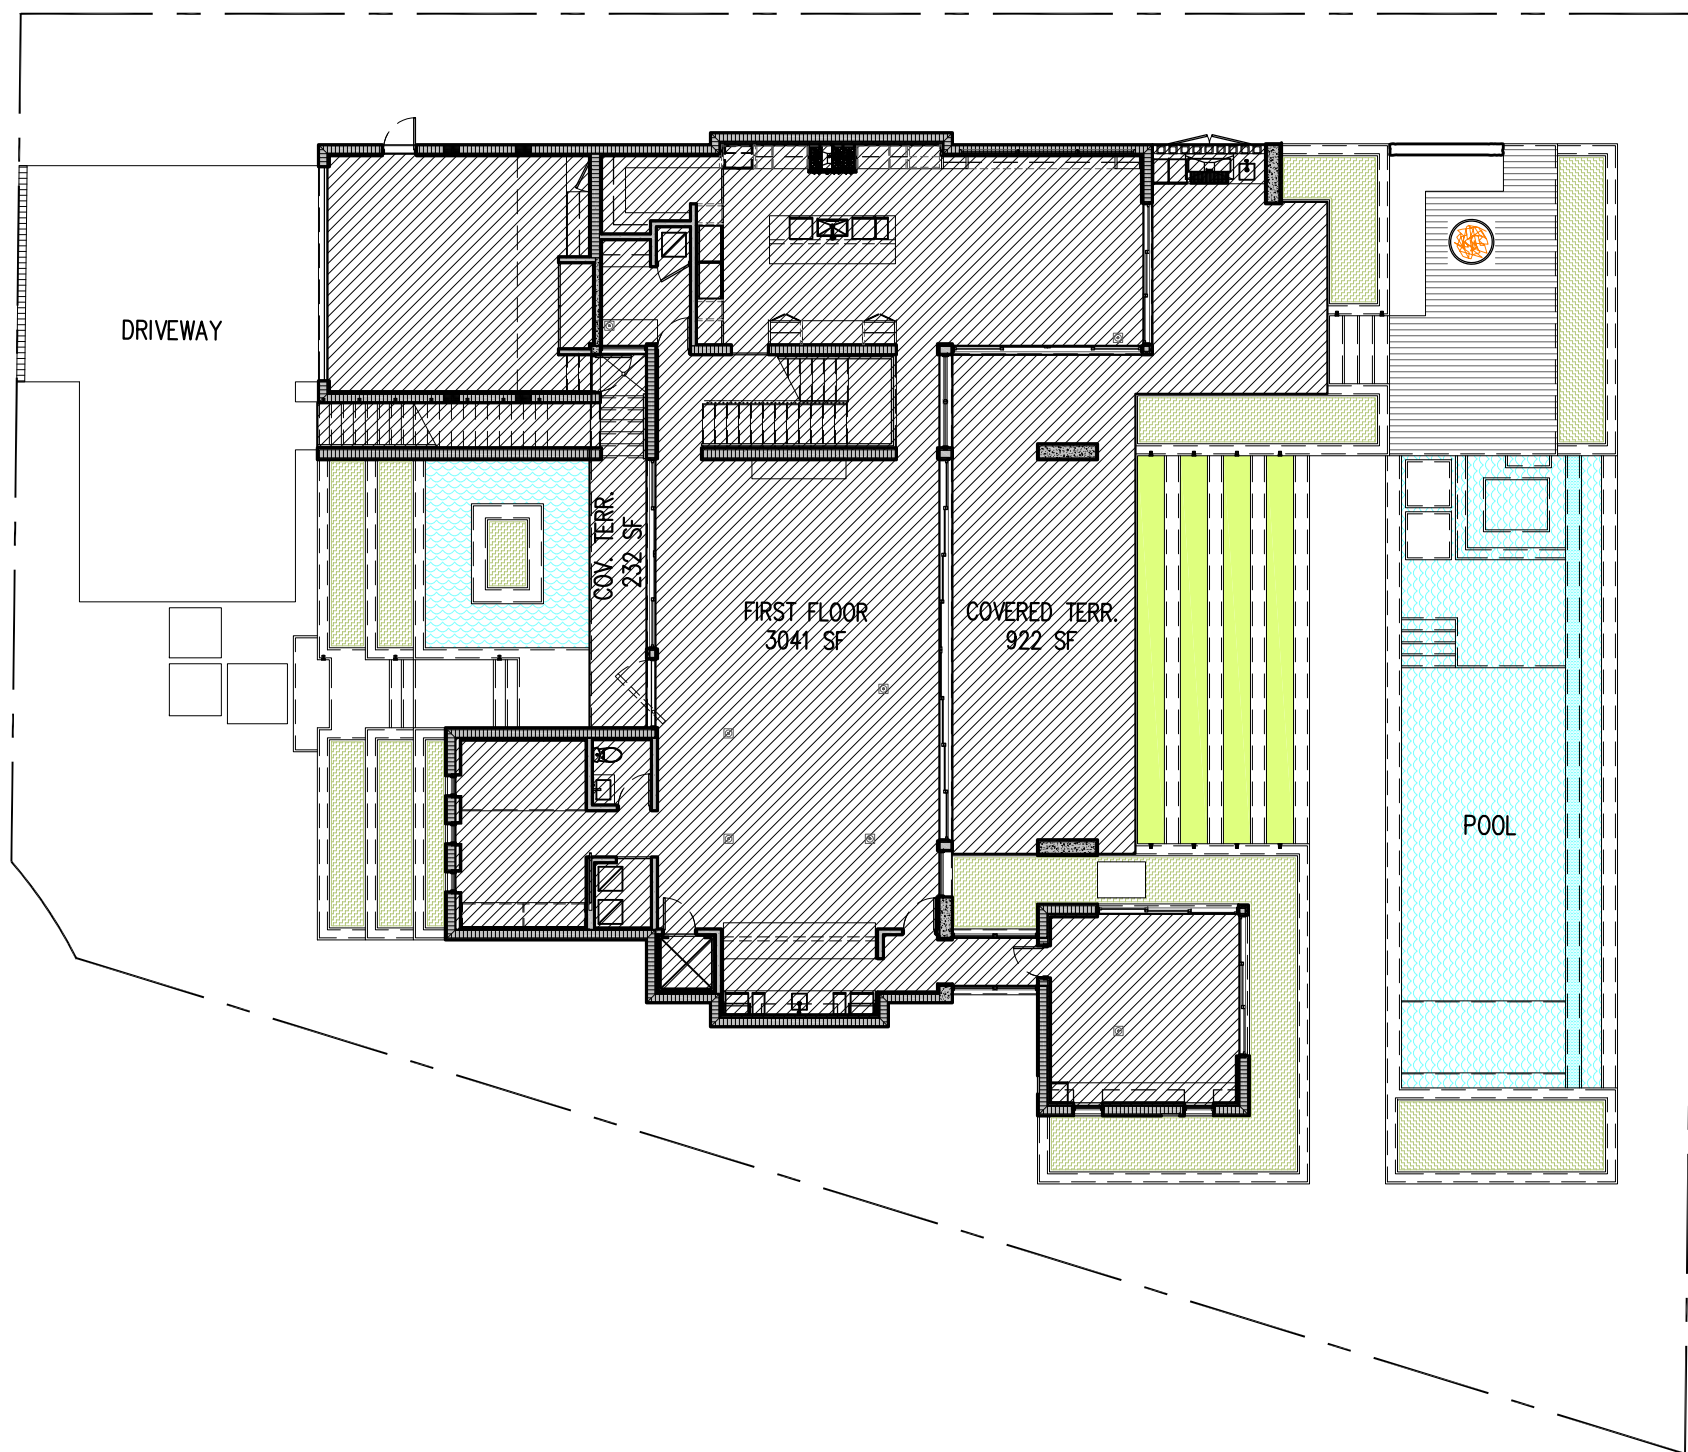 DRIVEWAY
COV. TERR.
232 SF
FIRST FLOOR
3041 SF
COVERED TERR.
922 SF
POOL